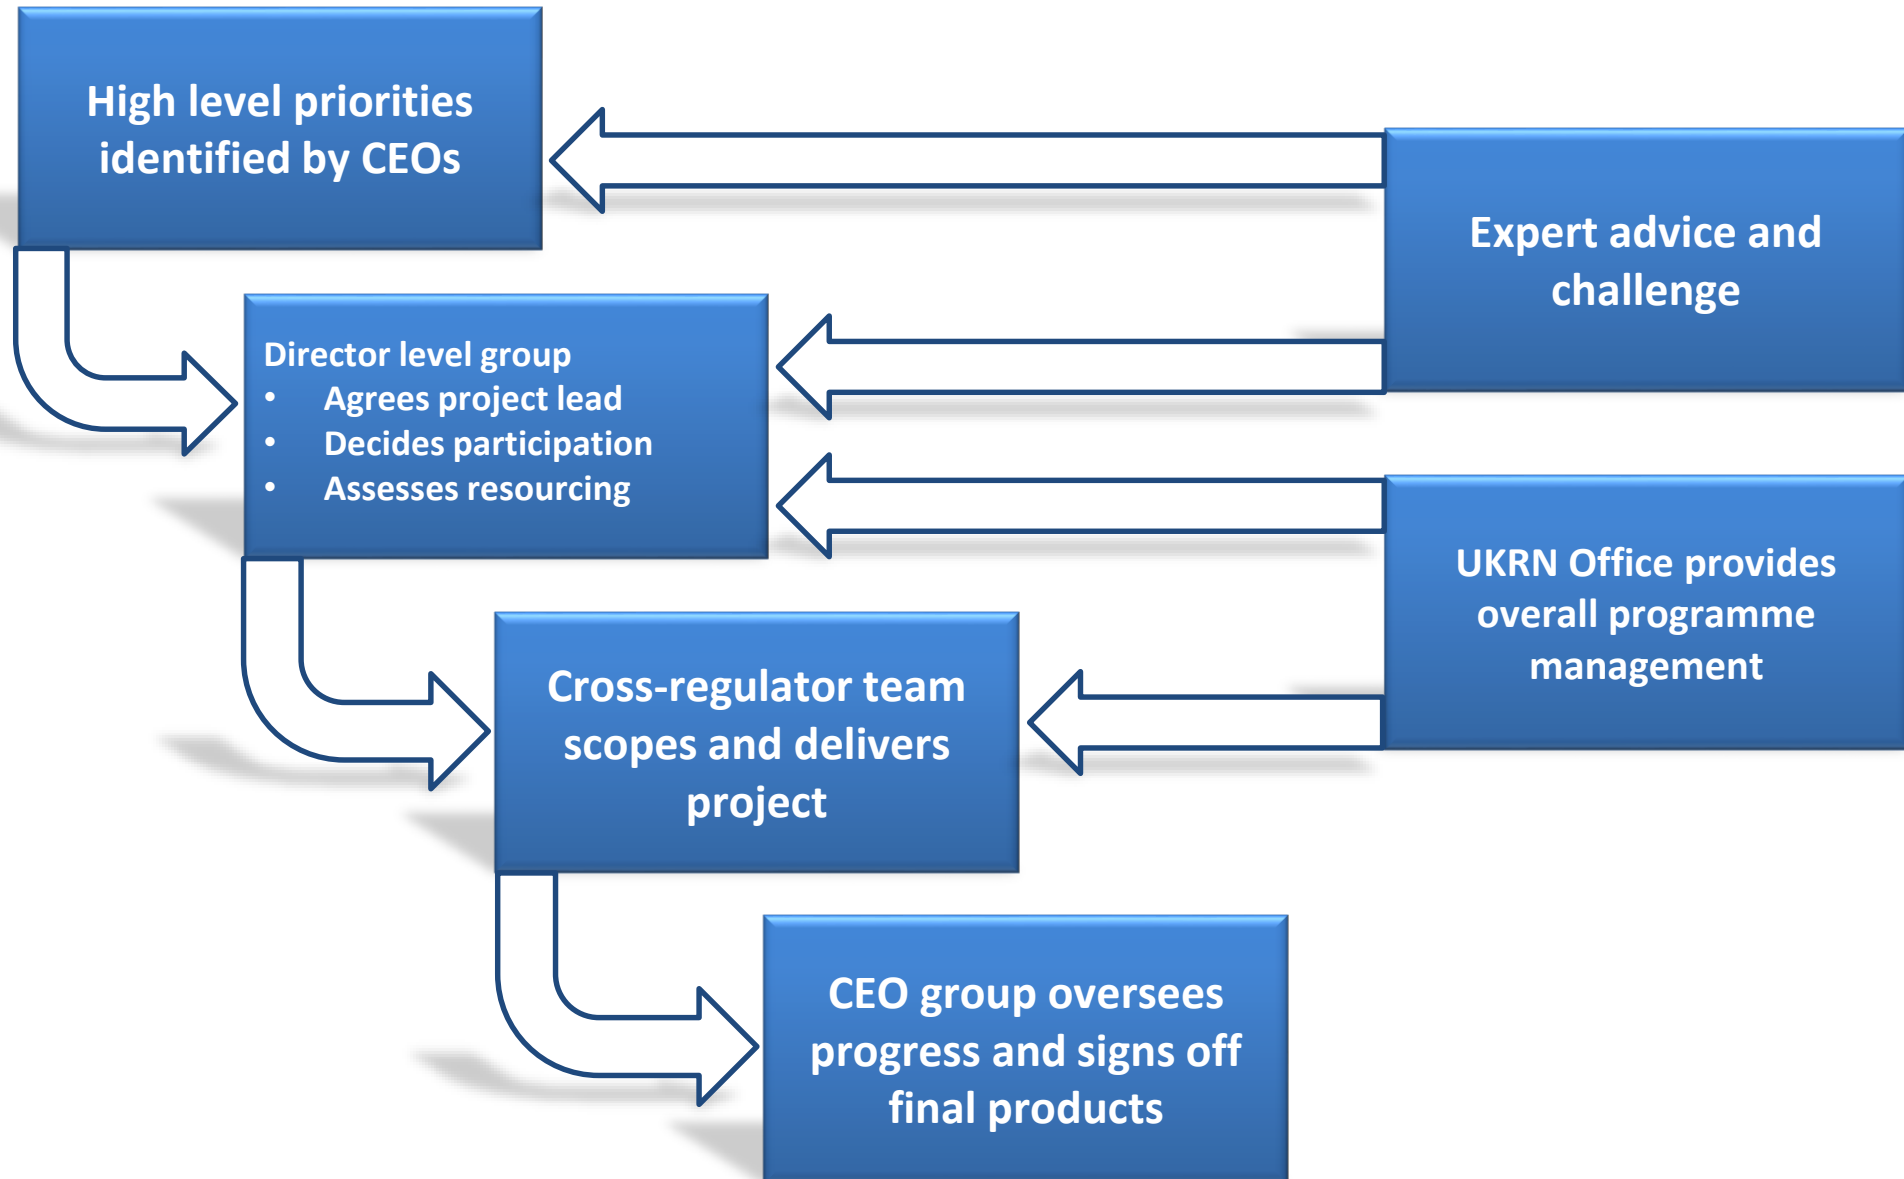 High level priorities
identified by CEOs
Expert advice and
challenge
Director level group
• Agrees project lead
• Decides participation
• Assesses resourcing
UKRN Office provides
overall programme
management
Cross-regulator team
scopes and delivers
project
CEO group oversees
progress and signs off
final products